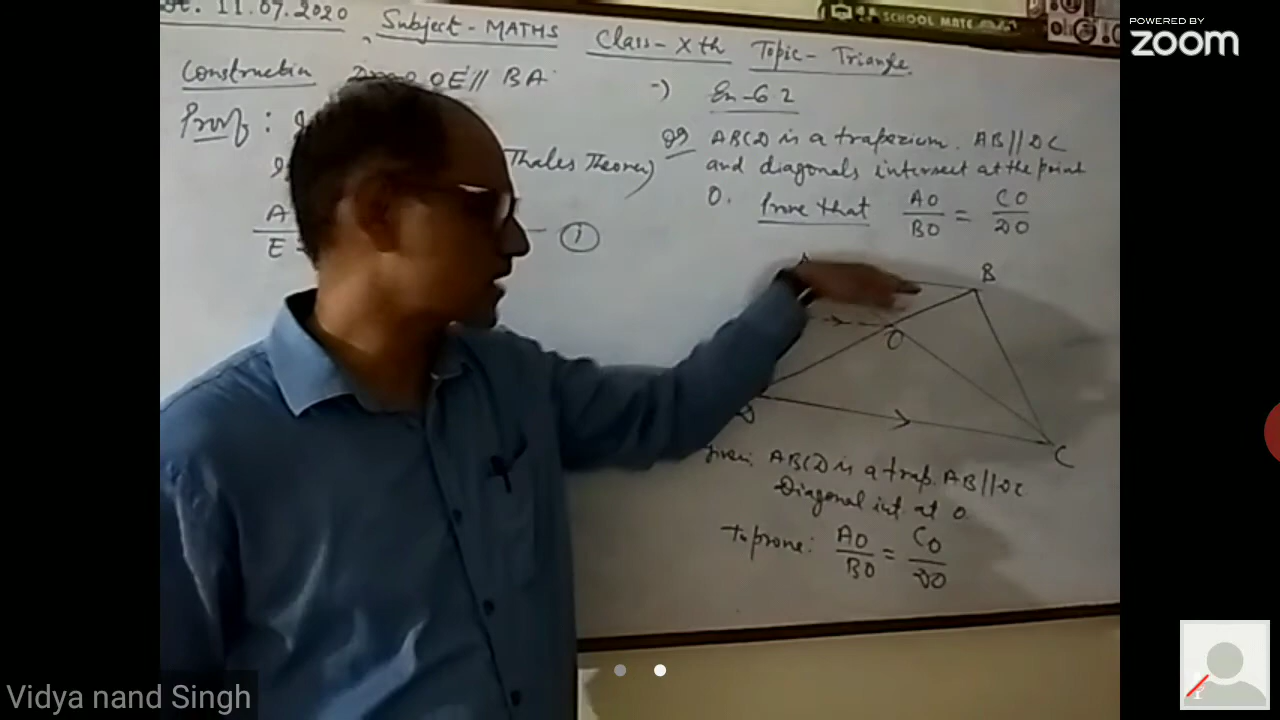 11.07.2020 Subject - MATHS Class - Xth Topic - Triangle.
SCHOOL MATE
POWERED BY
zoom
Construction OE // BA
Proof :
Thales Theorem)
A
E
①
Ex - 6.2
Q9 ABCD is a trapezium. AB // DC
and diagonals intersect at the point
O. Prove that AO/BO = CO/DO
B
O
D
C
given: ABCD is a trap. AB // DC
Diagonal int at O.
To prove: AO/BO = CO/DO
Vidya nand Singh